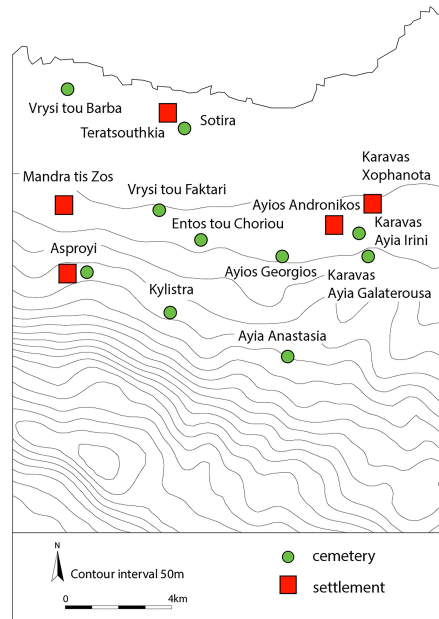 Vrysi tou Barba
Sotira
Teratsouthkia
Karavas
Xophanota
Mandra tis Zos
Vrysi tou Faktari
Ayios Andronikos
Entos tou Choriou
Karavas
Ayia Irini
Asproyi
Ayios Georgios
Karavas
Ayia Galaterousa
Kylistra
Ayia Anastasia
N
Contour interval 50m
0 4km
cemetery
settlement